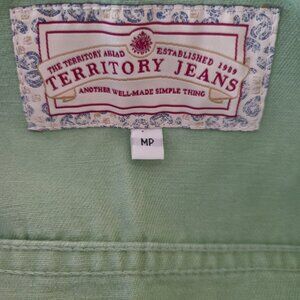 THE TERRITORY AHEAD ESTABLISHED 1989
TERRITORY JEANS
ANOTHER WELL-MADE SIMPLE THING
MP